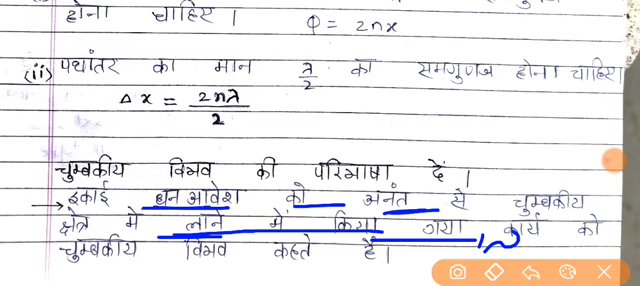 होना चाहिए। Φ = 2nx
(ii) पथांतर का मान λ/2 का समगुणज होना चाहिए।
Δx = 2nλ/2
चुम्बकीय विभव की परिभाषा दें।
→ इकाई धन आवेश को अनंत से चुम्बकीय
क्षेत्र में लाने में किया गया कार्य को
चुम्बकीय विभव कहते हैं।